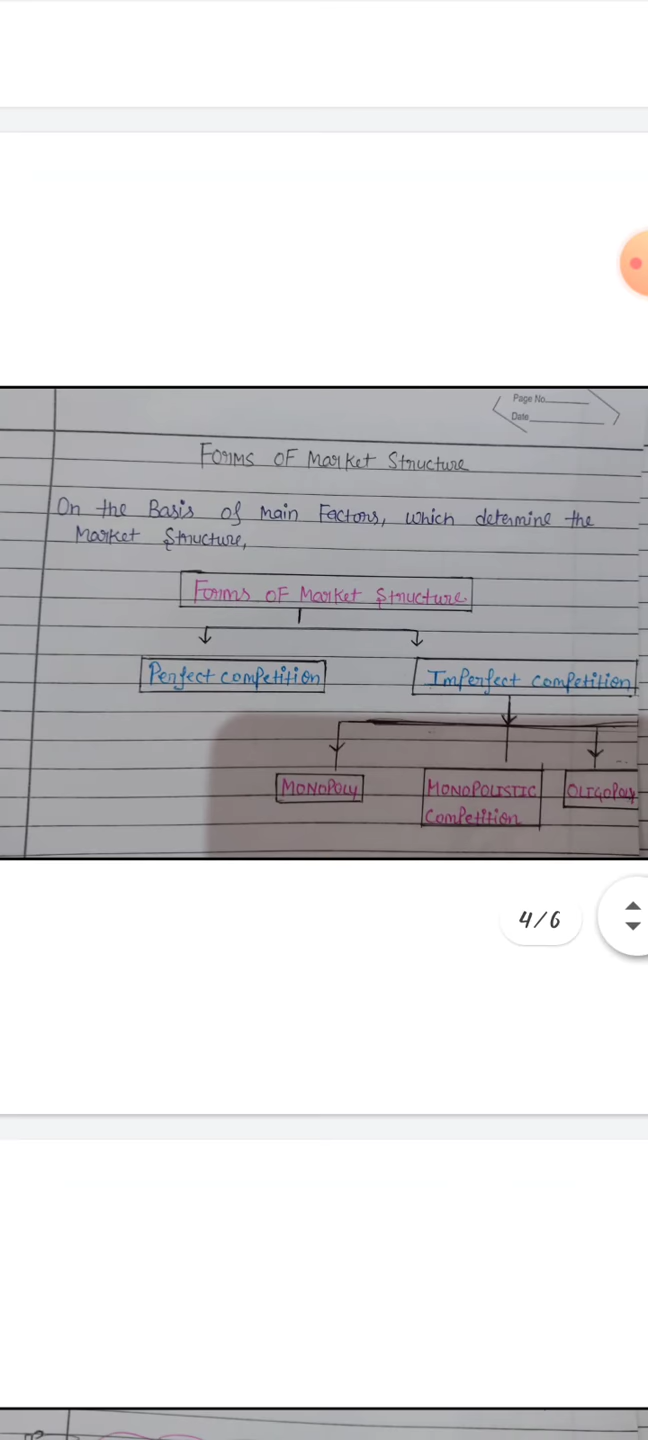 Page No.
Date
Forms OF Market Structure
On the Basis of main Factors, which determine the
Market Structure,
Forms OF Market Structure
Perfect competition
Imperfect competition
MONOPOLY
MONOPOLISTIC
Competition
OLIGOPOLY
4/6